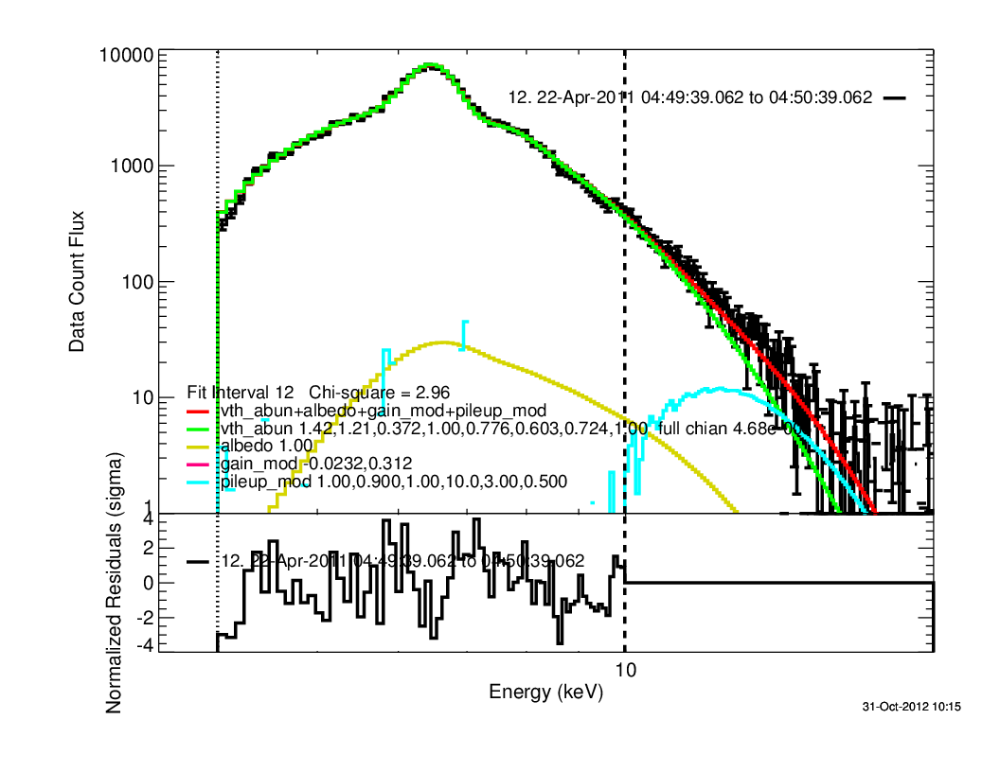 10000
1000
100
10
1
Data Count Flux
12. 22-Apr-2011 04:49:39.062 to 04:50:39.062
Fit Interval 12 Chi-square = 2.96
vth_abun+albedo+gain_mod+pileup_mod
vth_abun 1.42,1.21,0.372,1.00,0.776,0.603,0.724,1.00 full chian
albedo 1.00
gain_mod -0.0232,0.312
pileup_mod 1.00,0.900,1.00,10.0,3.00,0.500
4
2
0
-2
-4
Normalized Residuals (sigma)
12. 22-Apr-2011 04:49:39.062 to 04:50:39.062
10
Energy (keV)
31-Oct-2012 10:15